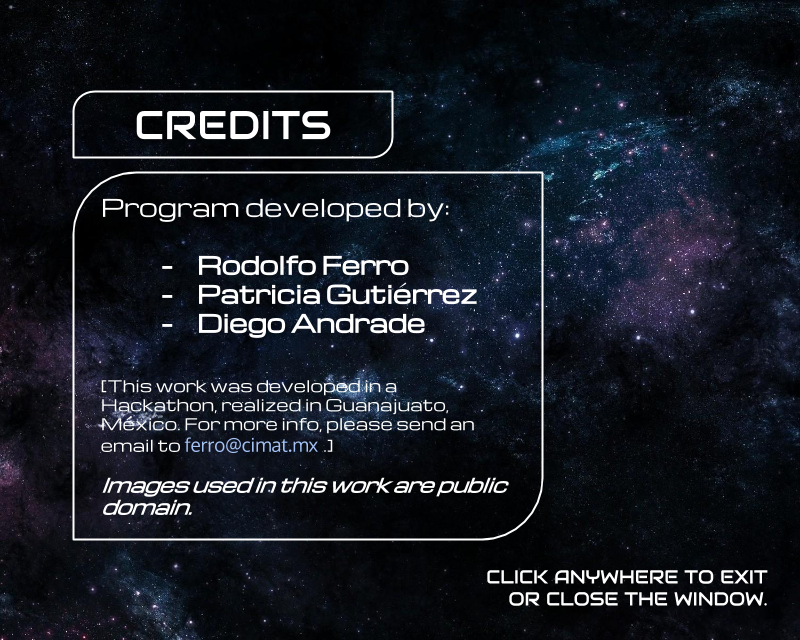 CREDITS
Program developed by:
- Rodolfo Ferro
- Patricia Gutiérrez
- Diego Andrade
[This work was developed in a
Hackathon, realized in Guanajuato,
México. For more info, please send an
email to ferro@cimat.mx .]
Images used in this work are public
domain.
CLICK ANYWHERE TO EXIT
OR CLOSE THE WINDOW.